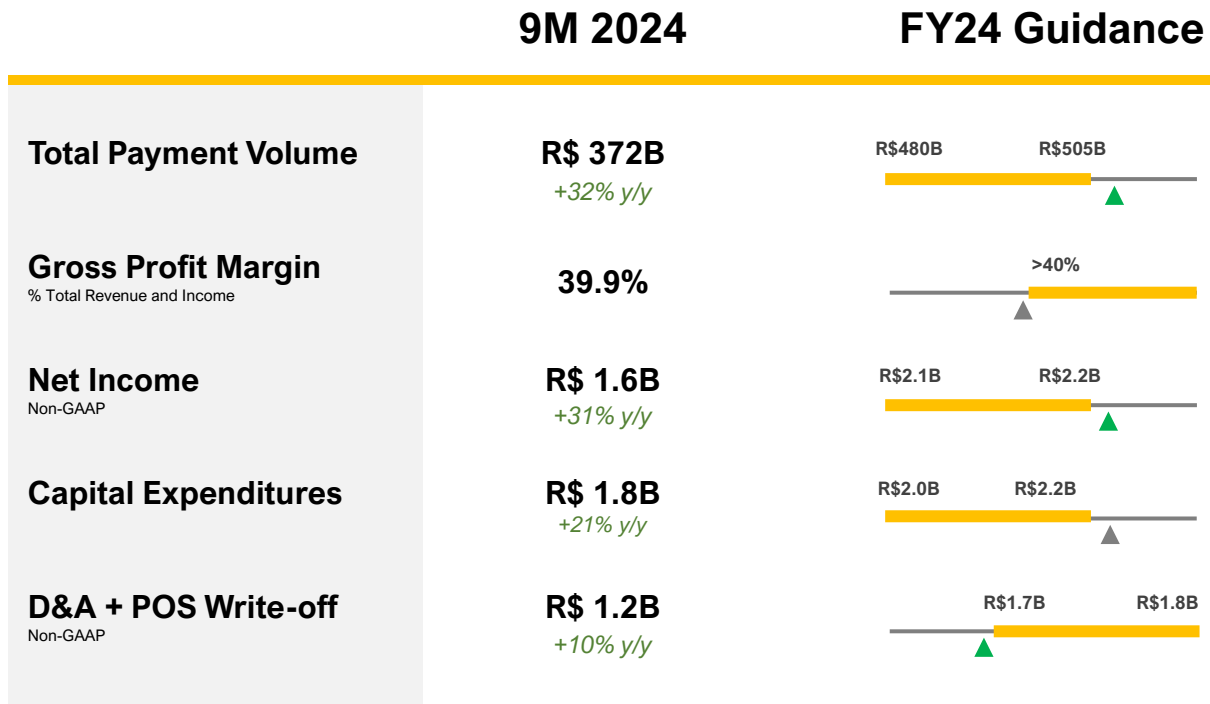 9M 2024 FY24 Guidance
Total Payment Volume
R$ 372B
+32% y/y
R$480B R$505B
Gross Profit Margin
% Total Revenue and Income
39.9%
>40%
Net Income
Non-GAAP
R$ 1.6B
+31% y/y
R$2.1B R$2.2B
Capital Expenditures
R$ 1.8B
+21% y/y
R$2.0B R$2.2B
D&A + POS Write-off
Non-GAAP
R$ 1.2B
+10% y/y
R$1.7B R$1.8B